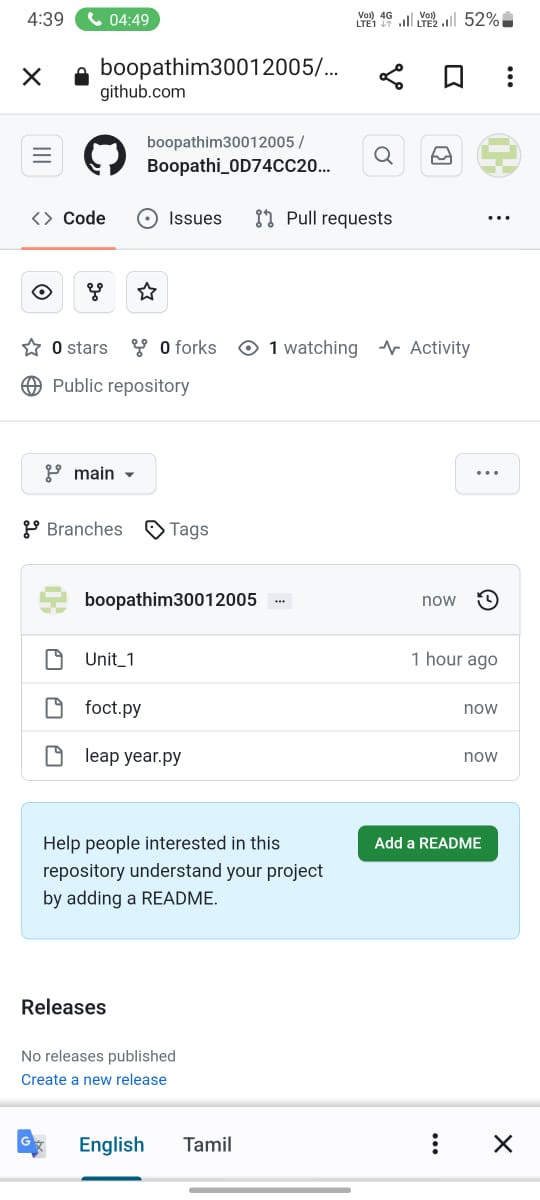 4:39 04:49 Vo)) LTE1 4G Vo)) LTE2 52%
boopathim30012005/...
github.com
boopathim30012005 /
Boopathi_0D74CC20...
Code Issues Pull requests ...
0 stars 0 forks 1 watching Activity
Public repository
main ...
Branches Tags
boopathim30012005 ... now
Unit_1 1 hour ago
foct.py now
leap year.py now
Help people interested in this
repository understand your project
by adding a README.
Add a README
Releases
No releases published
Create a new release
G 文 English Tamil